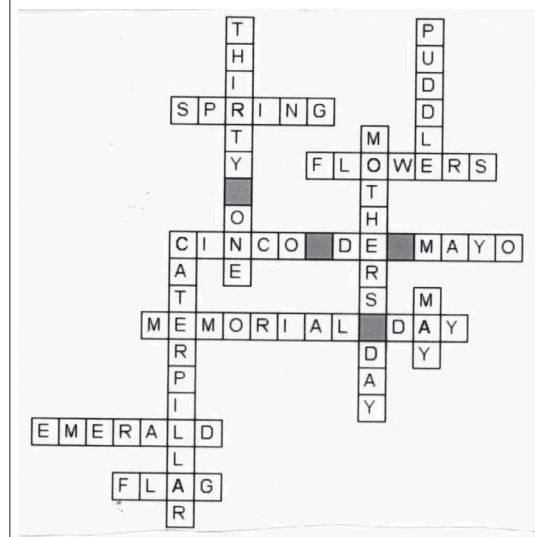 THIRTY ONE
PUDDLE
SPRING
MOTHERS DAY
FLOWERS
CINCO DE MAYO
CATERPILLAR
MAY
MEMORIAL DAY
EMERALD
FLAG